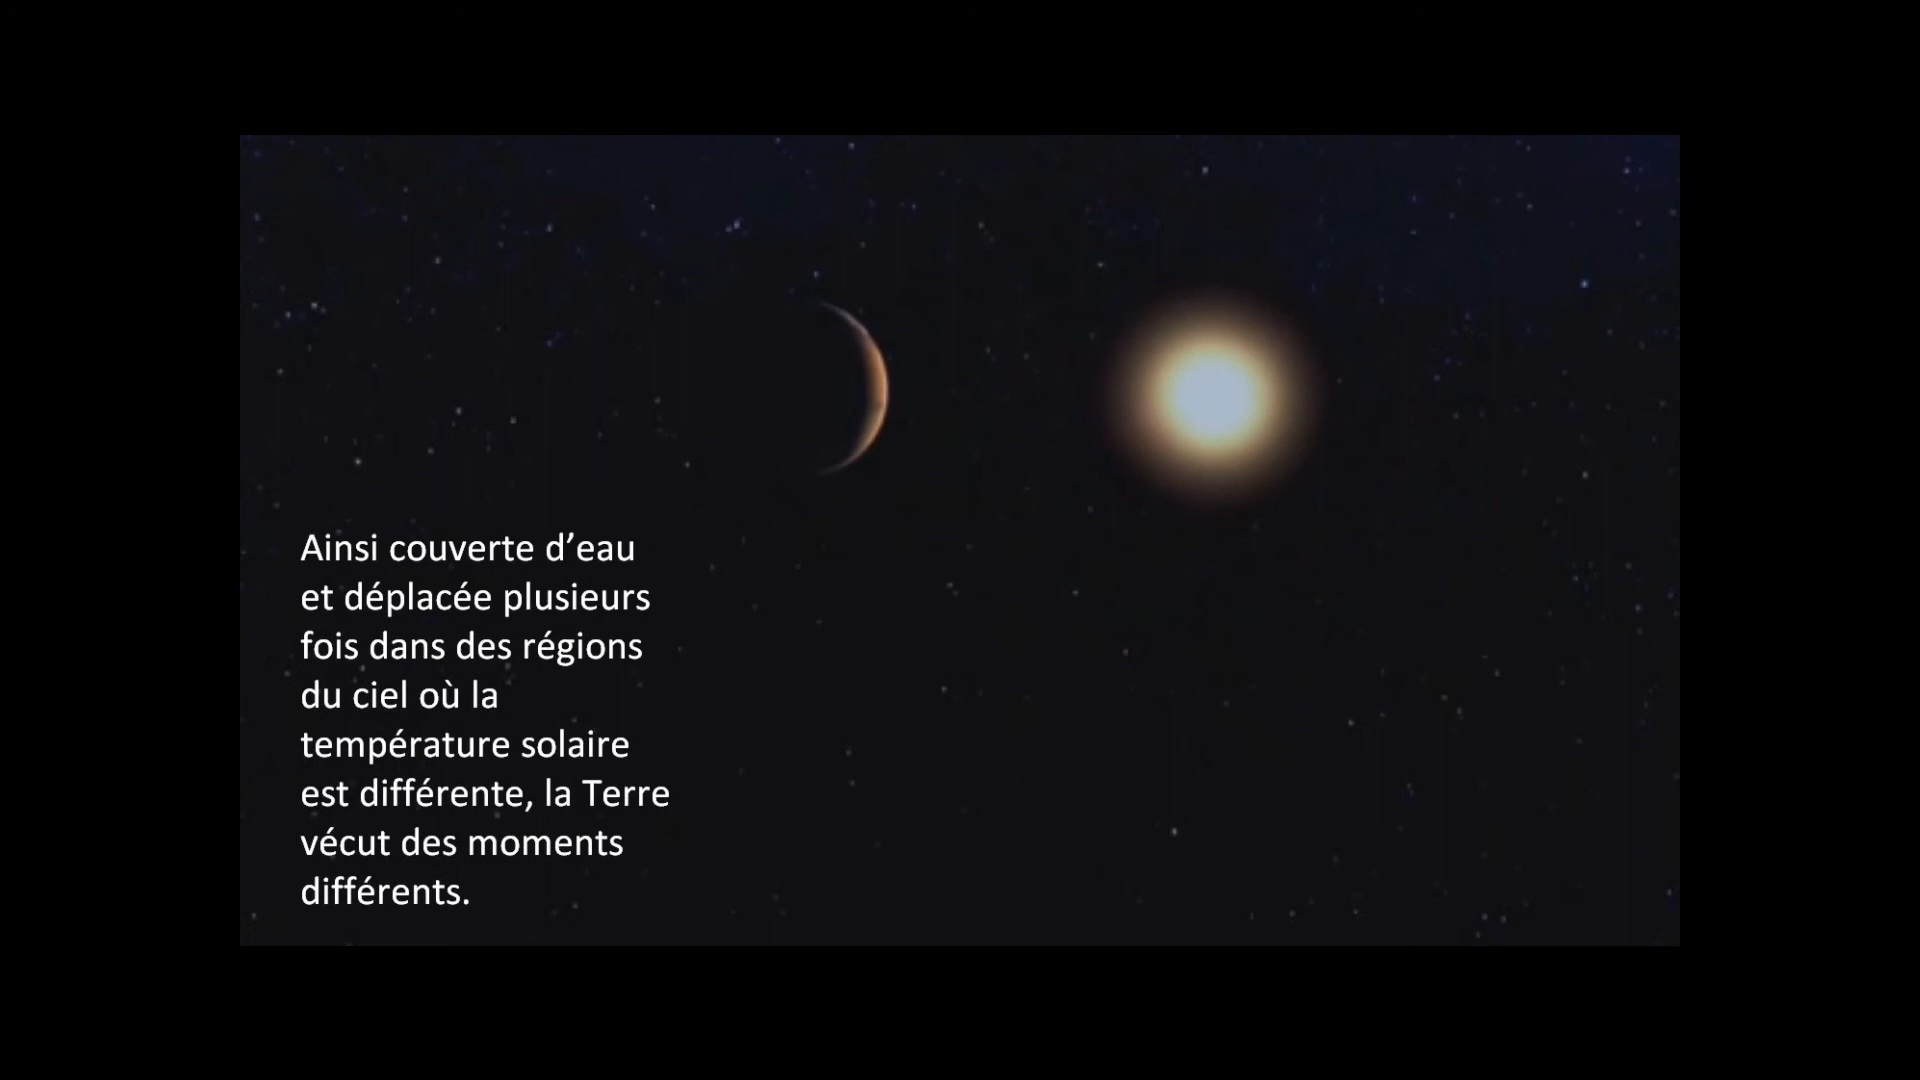 Ainsi couverte d’eau
et déplacée plusieurs
fois dans des régions
du ciel où la
température solaire
est différente, la Terre
vécut des moments
différents.